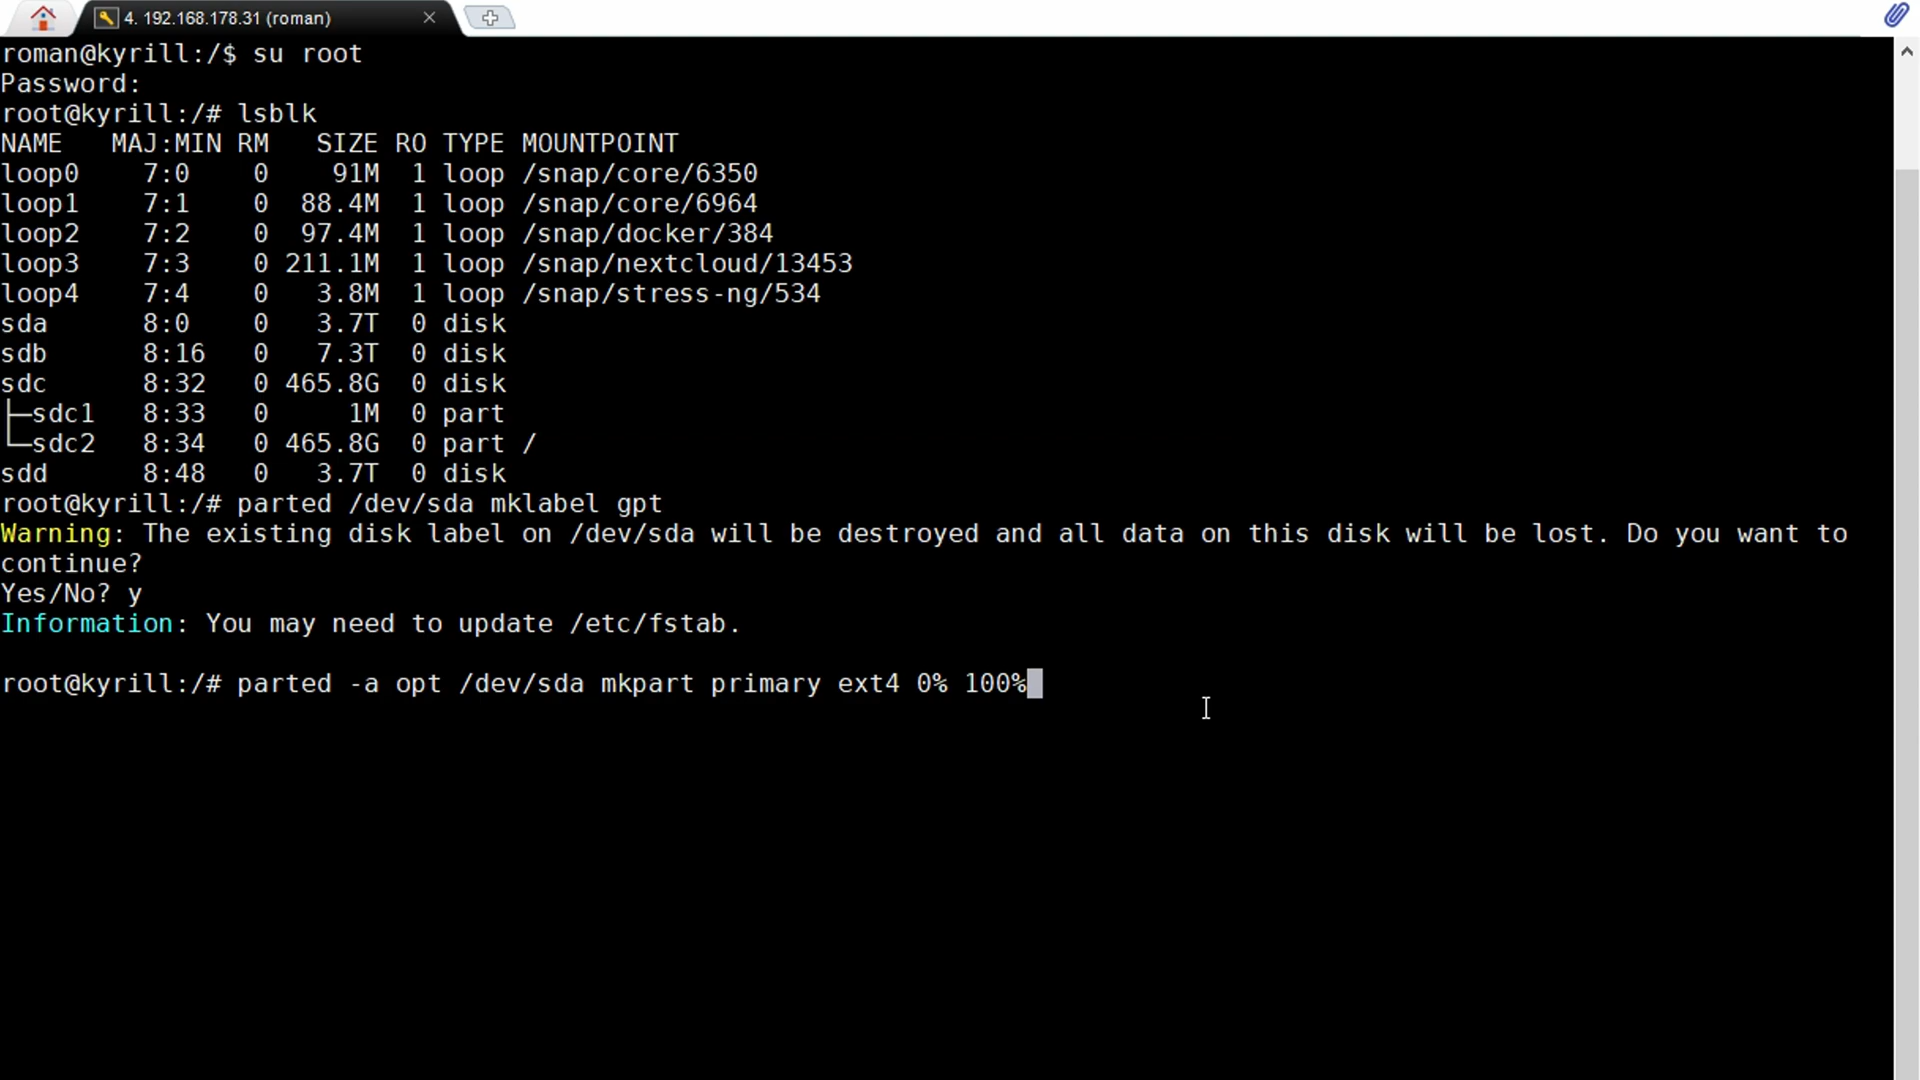 4. 192.168.178.31 (roman)
roman@kyrill:/$ su root
Password:
root@kyrill:/# lsblk
NAME   MAJ:MIN RM   SIZE RO TYPE MOUNTPOINT
loop0    7:0    0    91M  1 loop /snap/core/6350
loop1    7:1    0  88.4M  1 loop /snap/core/6964
loop2    7:2    0  97.4M  1 loop /snap/docker/384
loop3    7:3    0 211.1M  1 loop /snap/nextcloud/13453
loop4    7:4    0   3.8M  1 loop /snap/stress-ng/534
sda      8:0    0   3.7T  0 disk
sdb      8:16   0   7.3T  0 disk
sdc      8:32   0 465.8G  0 disk
├─sdc1   8:33   0     1M  0 part
└─sdc2   8:34   0 465.8G  0 part /
sdd      8:48   0   3.7T  0 disk
root@kyrill:/# parted /dev/sda mklabel gpt
Warning: The existing disk label on /dev/sda will be destroyed and all data on this disk will be lost. Do you want to
continue?
Yes/No? y
Information: You may need to update /etc/fstab.
root@kyrill:/# parted -a opt /dev/sda mkpart primary ext4 0% 100%